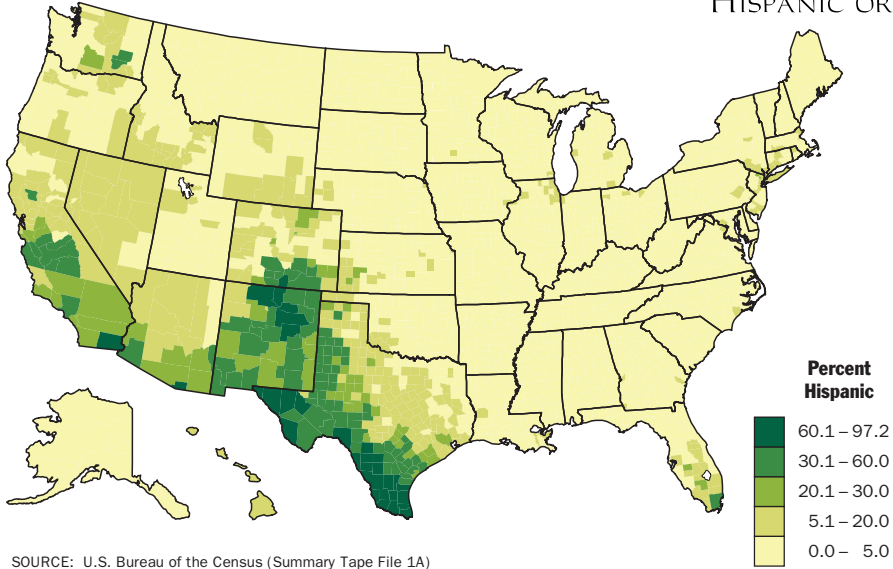 HISPANIC OR
Percent
Hispanic
60.1 – 97.2
30.1 – 60.0
20.1 – 30.0
5.1 – 20.0
0.0 – 5.0
SOURCE: U.S. Bureau of the Census (Summary Tape File 1A)